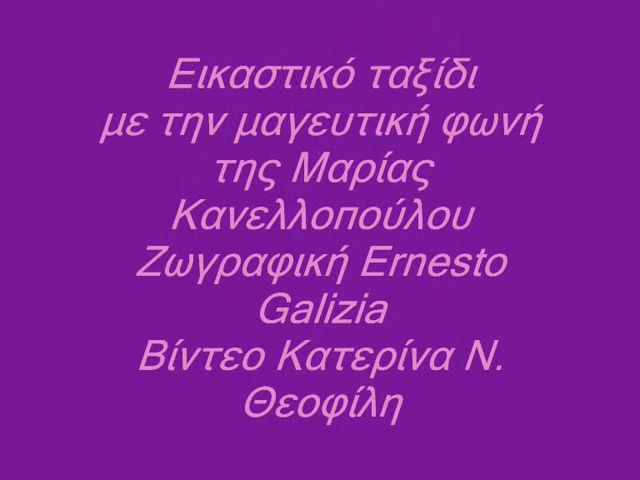 Εικαστικό ταξίδι
με την μαγευτική φωνή
της Μαρίας
Κανελλοπούλου
Ζωγραφική Ernesto
Galizia
Βίντεο Κατερίνα Ν.
Θεοφίλη